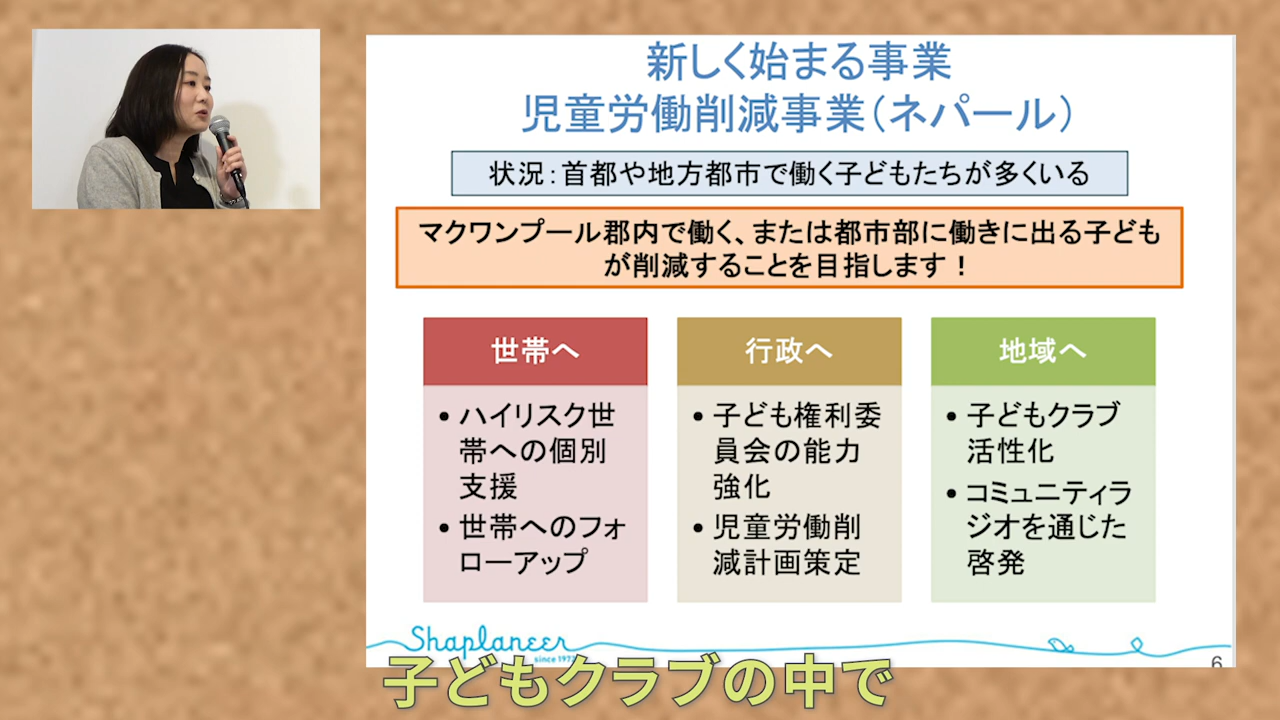 新しく始まる事業
児童労働削減事業（ネパール）
状況：首都や地方都市で働く子どもたちが多くいる
マクワンプール郡内で働く、または都市部に働きに出る子ども
が削減することを目指します！
世帯へ
• ハイリスク世
帯への個別
支援
• 世帯へのフォ
ローアップ
行政へ
• 子ども権利委
員会の能力
強化
• 児童労働削
減計画策定
地域へ
• 子どもクラブ
活性化
• コミュニティラ
ジオを通じた
啓発
Shaplaneer
since 1972
6
子どもクラブの中で